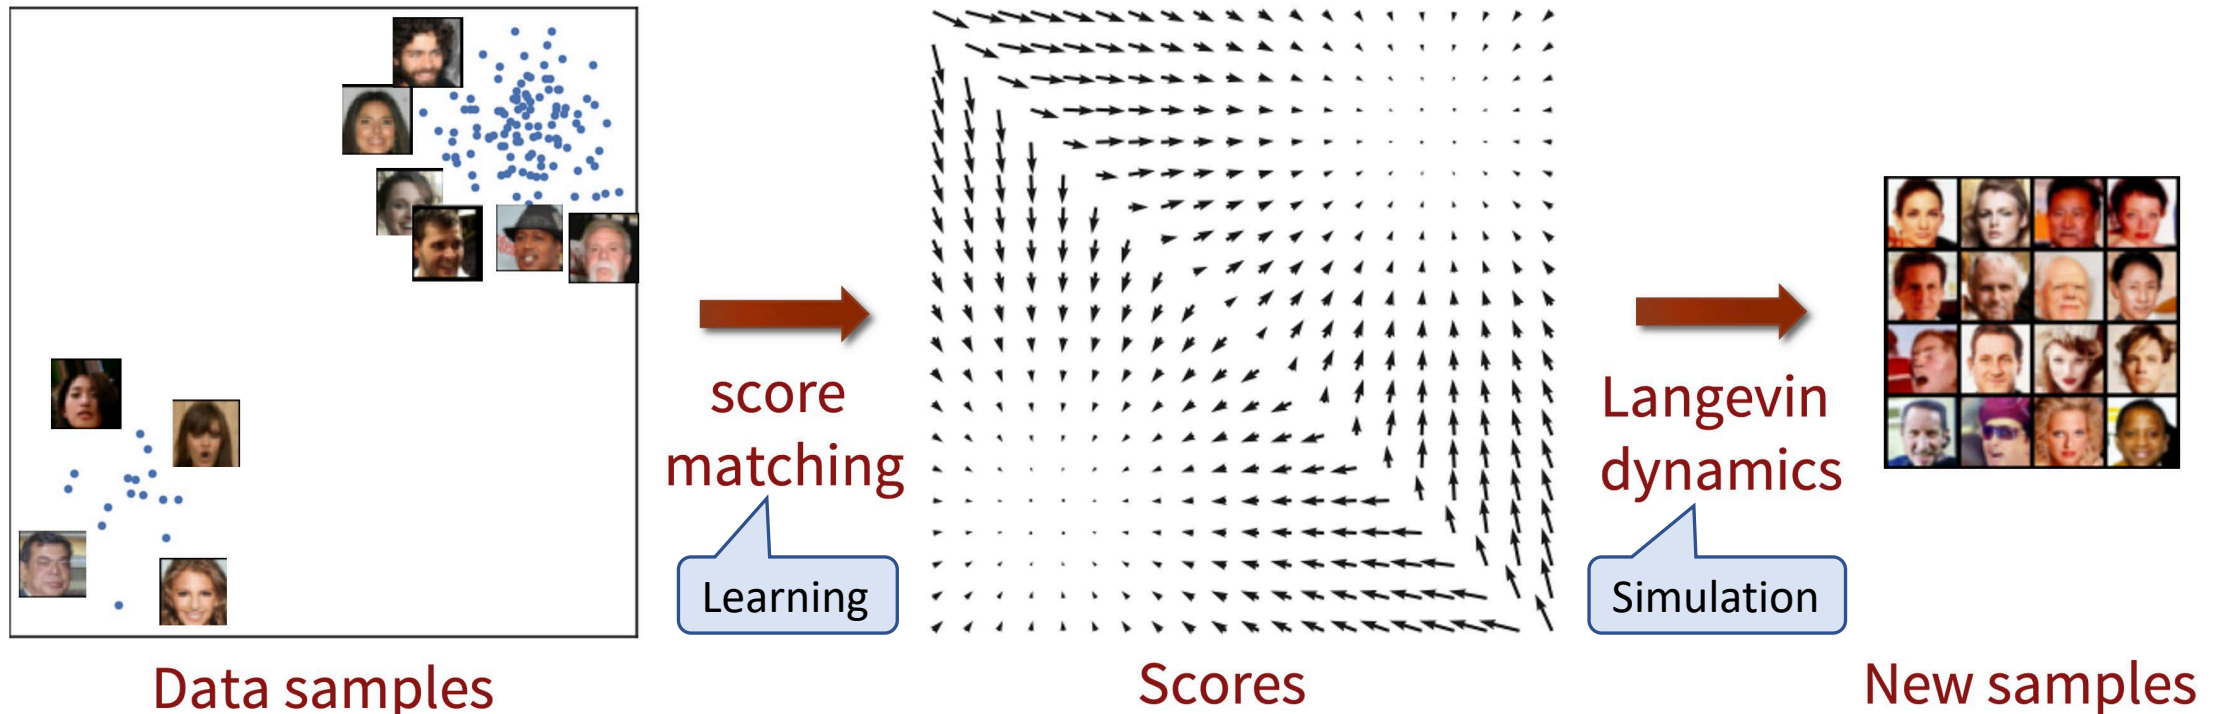 score
matching
Learning
Langevin
dynamics
Simulation
Data samples
Scores
New samples